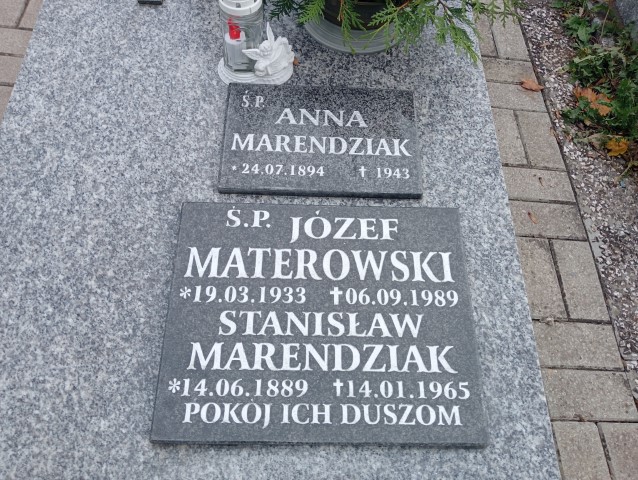 Ś.P.
ANNA
MARENDZIAK
* 24.07.1894 † 1943
Ś.P. JÓZEF
MATEROWSKI
*19.03.1933 †06.09.1989
STANISŁAW
MARENDZIAK
*14.06.1889 †14.01.1965
POKÓJ ICH DUSZOM